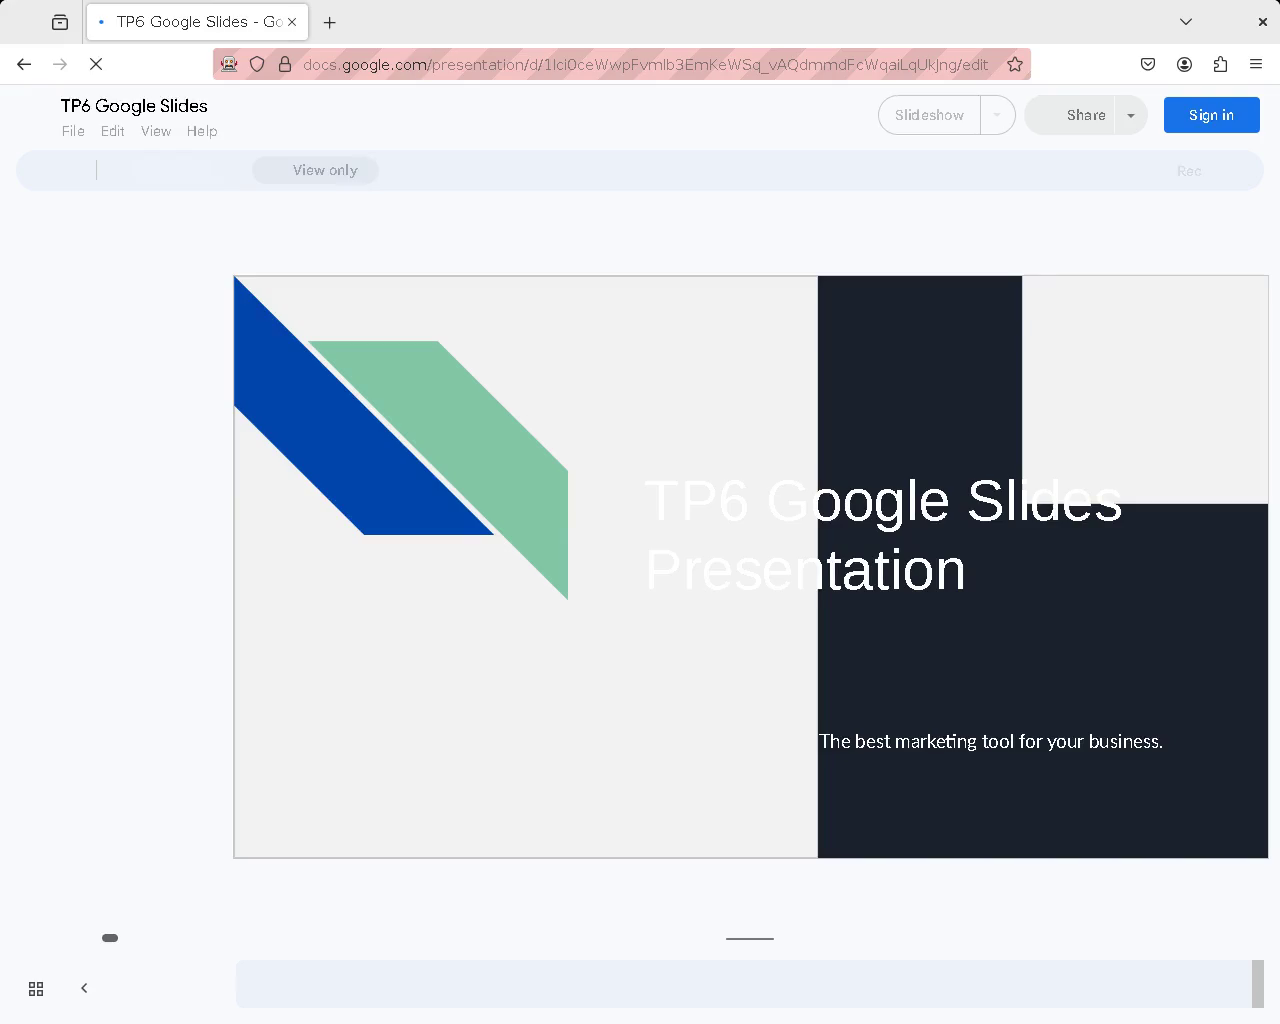 TP6 Google Slides - Go
docs.google.com/presentation/d/1Ici0ceWwpFvmlb3EmKeWSq_vAQdmmdFcWqaiLqUkJng/edit
TP6 Google Slides
File Edit View Help
Slideshow
Share
Sign in
View only
Rec
TP6 Google Slides
Presentation
The best marketing tool for your business.